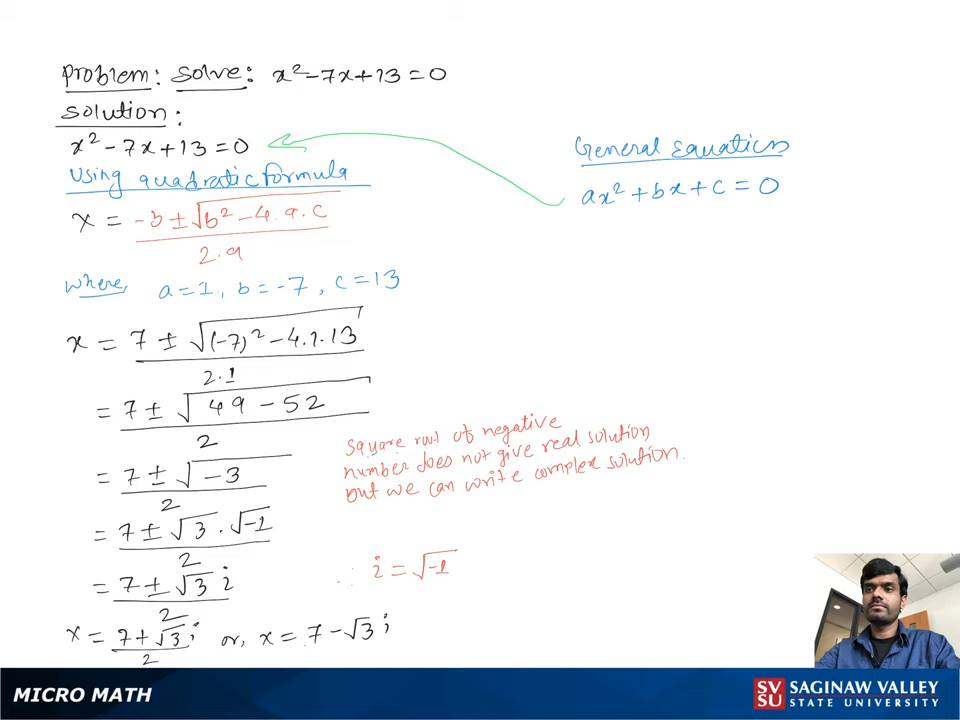 Problem: Solve: x² - 7x + 13 = 0
Solution:
x² - 7x + 13 = 0
Using quadratic formula
x = (-b ± √(b² - 4.a.c)) / 2.a
where, a = 1, b = -7, c = 13
x = (7 ± √((-7)² - 4.1.13)) / 2.1
= (7 ± √(49 - 52)) / 2
= (7 ± √(-3)) / 2
= (7 ± √3 . √-1) / 2
= (7 ± √3 i) / 2
x = (7 + √3 i) / 2 or, x = 7 - √3 i
General Equation
ax² + bx + c = 0
Square root of negative
number does not give real solution
but we can write complex solution.
∴ i = √-1
MICRO MATH
SVSU SAGINAW VALLEY
STATE UNIVERSITY